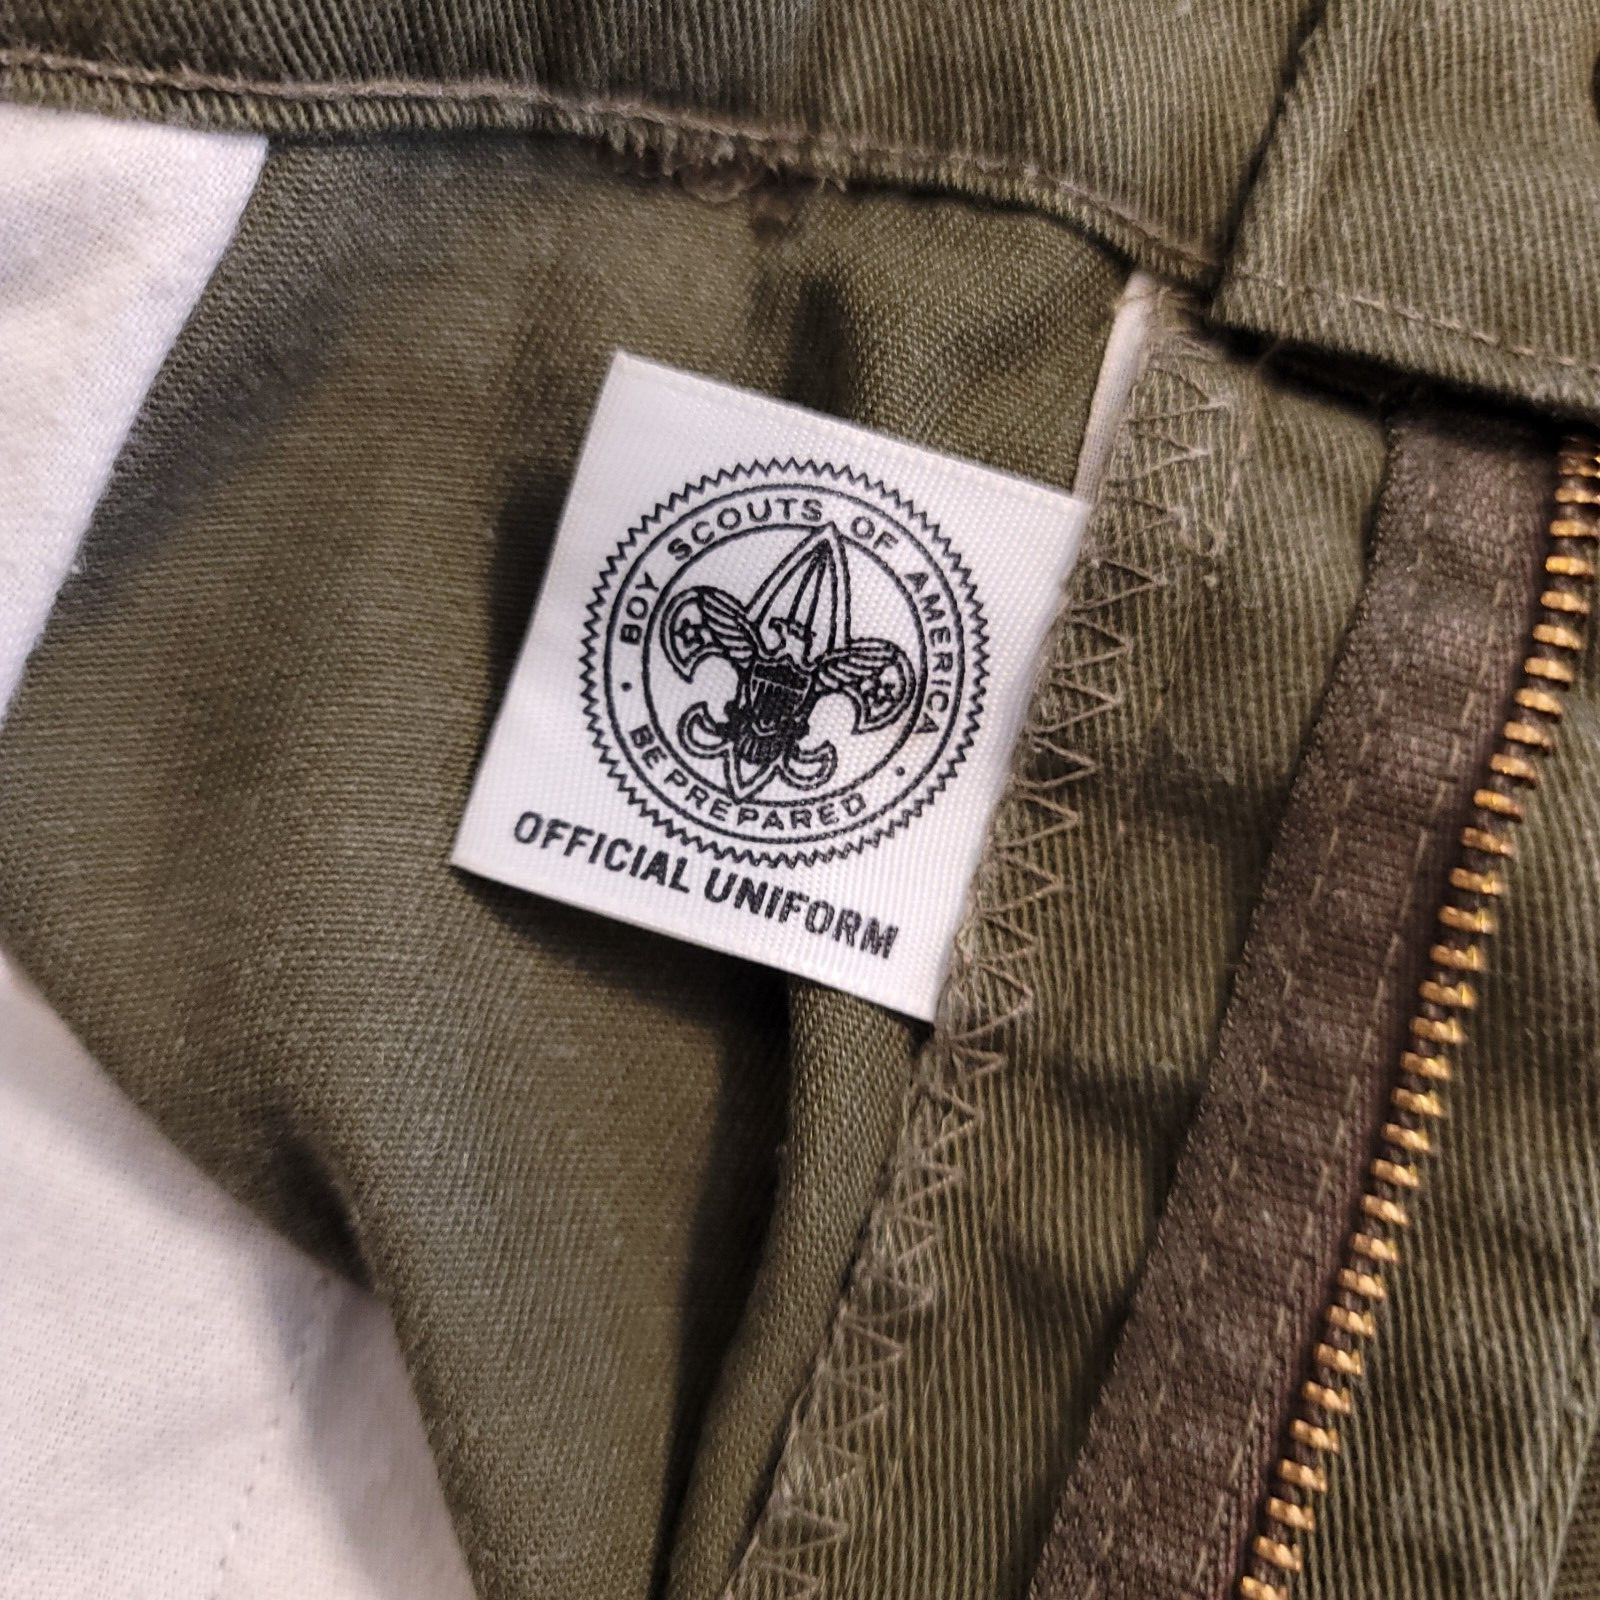 BOY SCOUTS OF AMERICA
BE PREPARED
OFFICIAL UNIFORM